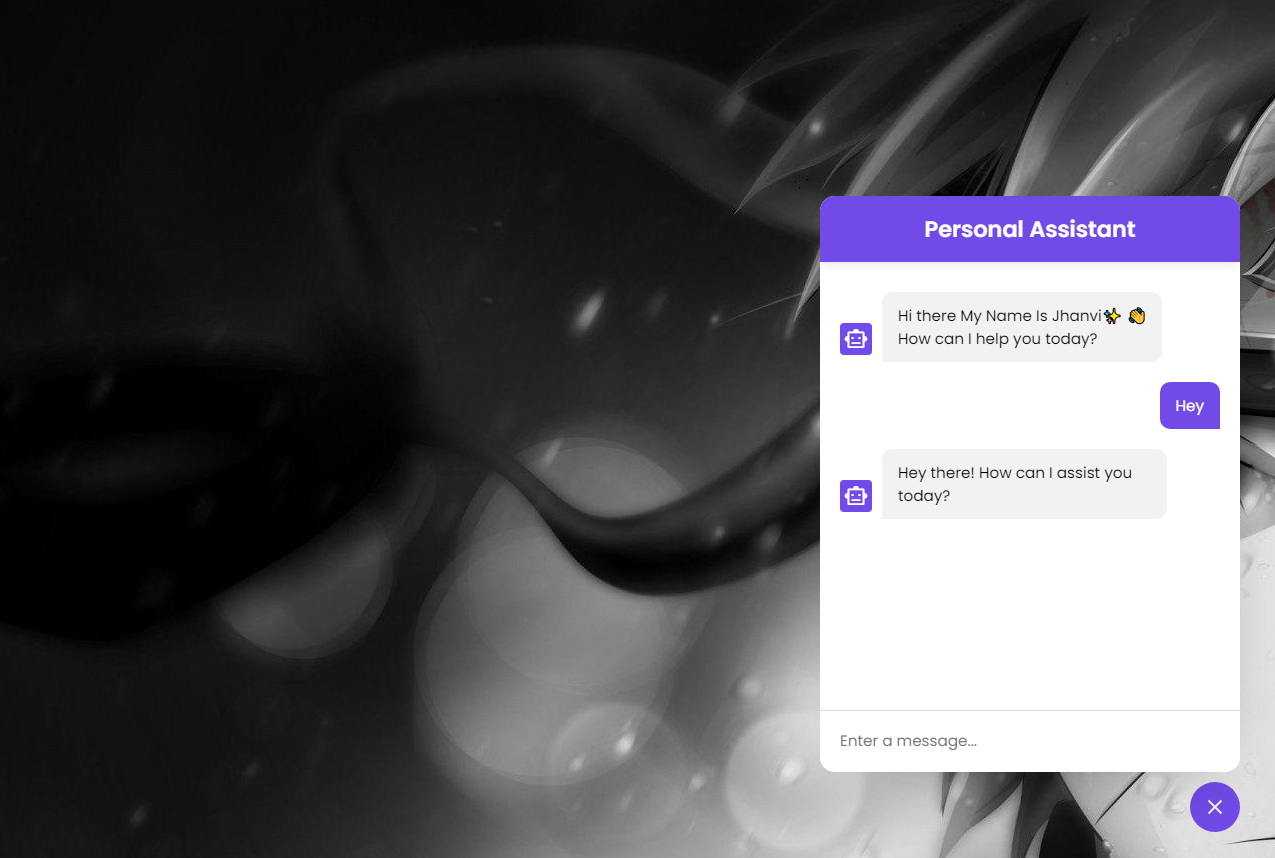 Personal Assistant
Hi there My Name Is Jhanvi✨ 👋
How can I help you today?
Hey
Hey there! How can I assist you
today?
Enter a message...